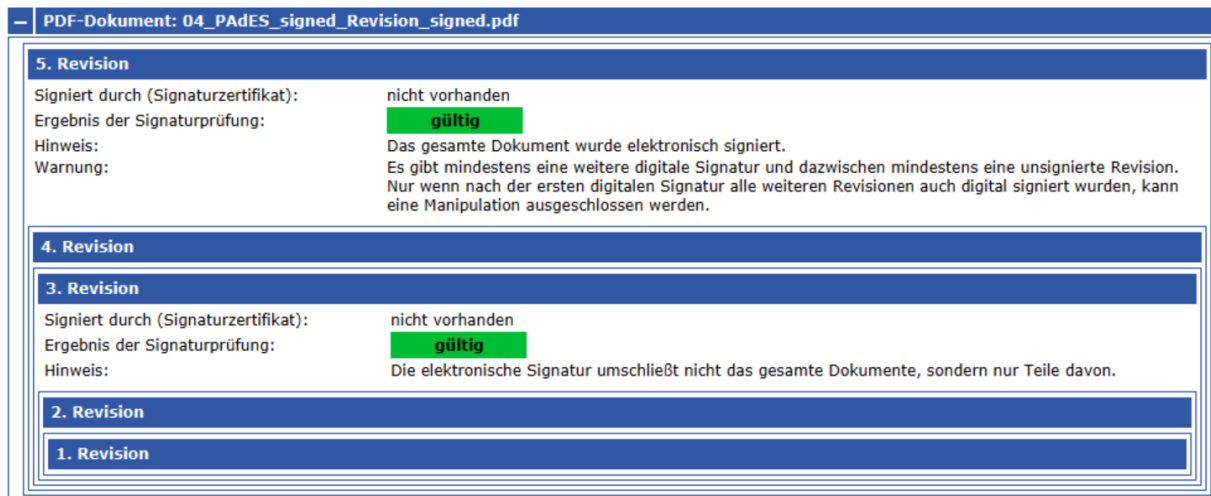 PDF-Dokument: 04_PAdES_signed_Revision_signed.pdf
5. Revision
Signiert durch (Signaturzertifikat): nicht vorhanden
Ergebnis der Signaturprüfung: gültig
Hinweis: Das gesamte Dokument wurde elektronisch signiert.
Warnung: Es gibt mindestens eine weitere digitale Signatur und dazwischen mindestens eine unsignierte Revision.
Nur wenn nach der ersten digitalen Signatur alle weiteren Revisionen auch digital signiert wurden, kann
eine Manipulation ausgeschlossen werden.
4. Revision
3. Revision
Signiert durch (Signaturzertifikat): nicht vorhanden
Ergebnis der Signaturprüfung: gültig
Hinweis: Die elektronische Signatur umschließt nicht das gesamte Dokumente, sondern nur Teile davon.
2. Revision
1. Revision